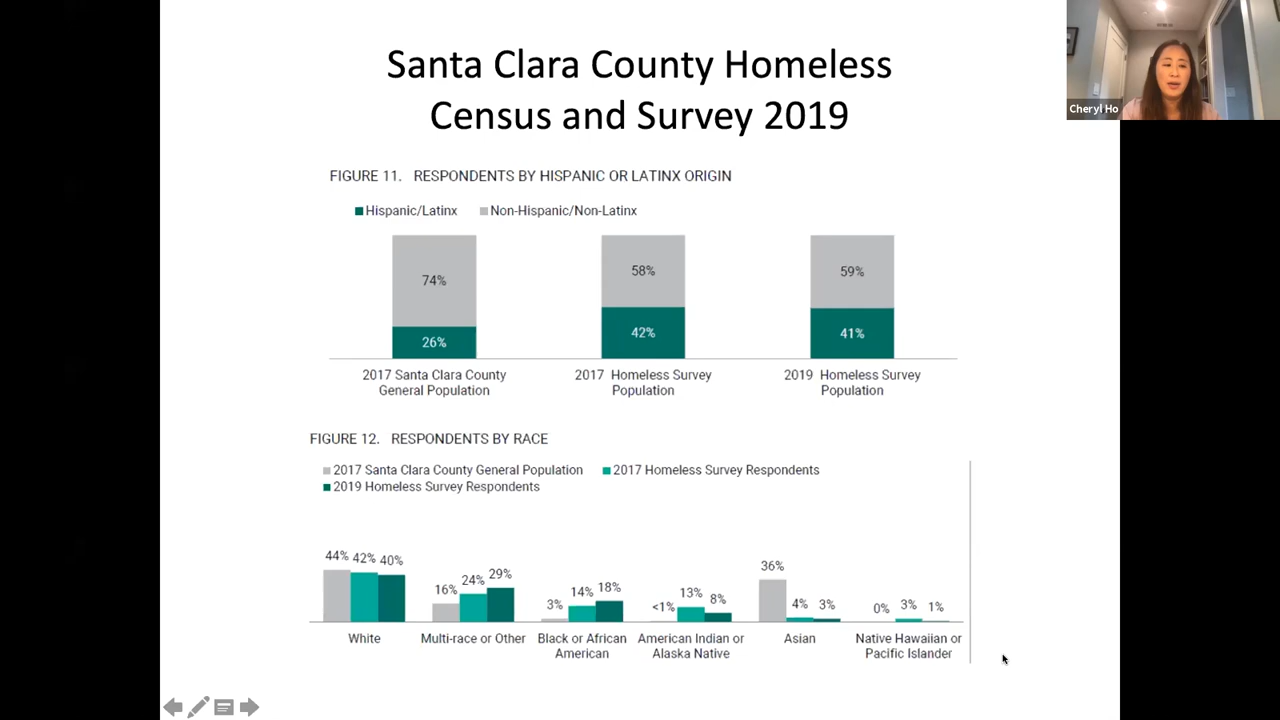 Santa Clara County Homeless
Census and Survey 2019
Cheryl Ho
FIGURE 11. RESPONDENTS BY HISPANIC OR LATINX ORIGIN
Hispanic/Latinx Non-Hispanic/Non-Latinx
74% 58% 59%
26% 42% 41%
2017 Santa Clara County General Population
2017 Homeless Survey Population
2019 Homeless Survey Population
FIGURE 12. RESPONDENTS BY RACE
2017 Santa Clara County General Population 2017 Homeless Survey Respondents
2019 Homeless Survey Respondents
44% 42% 40%
16% 24% 29%
3% 14% 18%
<1% 13% 8%
36% 4% 3%
0% 3% 1%
White
Multi-race or Other
Black or African American
American Indian or Alaska Native
Asian
Native Hawaiian or Pacific Islander